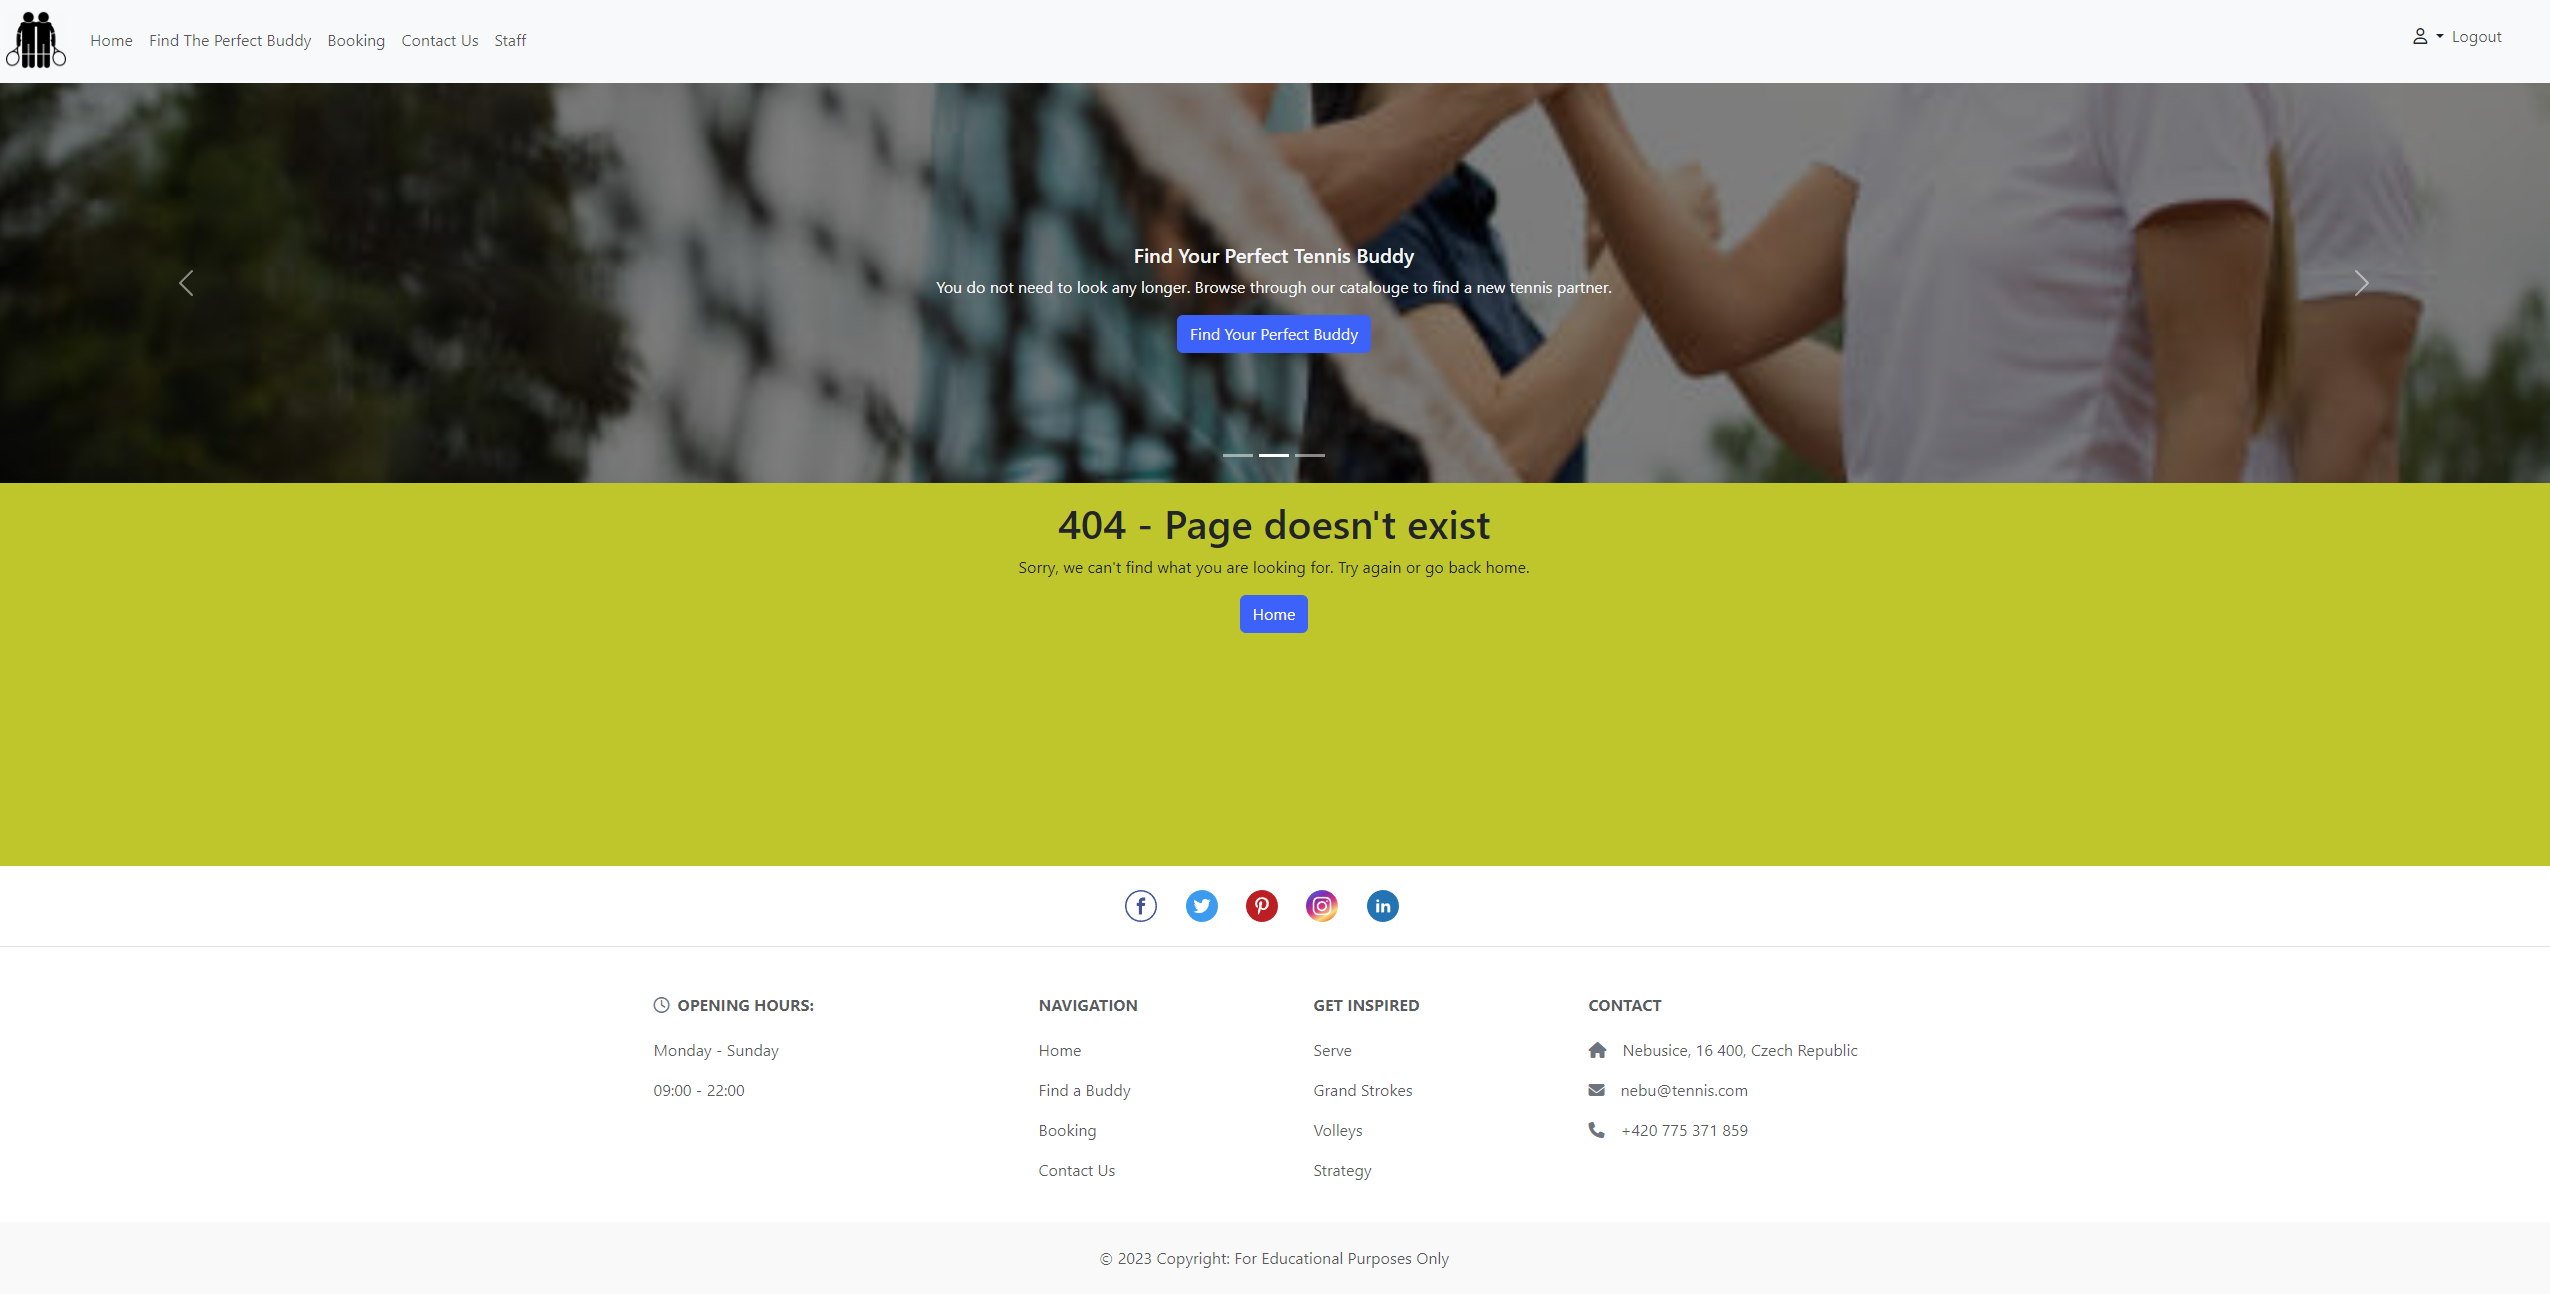 Home Find The Perfect Buddy Booking Contact Us Staff
Logout
Find Your Perfect Tennis Buddy
You do not need to look any longer. Browse through our catalouge to find a new tennis partner.
Find Your Perfect Buddy
404 - Page doesn't exist
Sorry, we can't find what you are looking for. Try again or go back home.
Home
OPENING HOURS:
Monday - Sunday
09:00 - 22:00
NAVIGATION
Home
Find a Buddy
Booking
Contact Us
GET INSPIRED
Serve
Grand Strokes
Volleys
Strategy
CONTACT
Nebusice, 16 400, Czech Republic
nebu@tennis.com
+420 775 371 859
© 2023 Copyright: For Educational Purposes Only